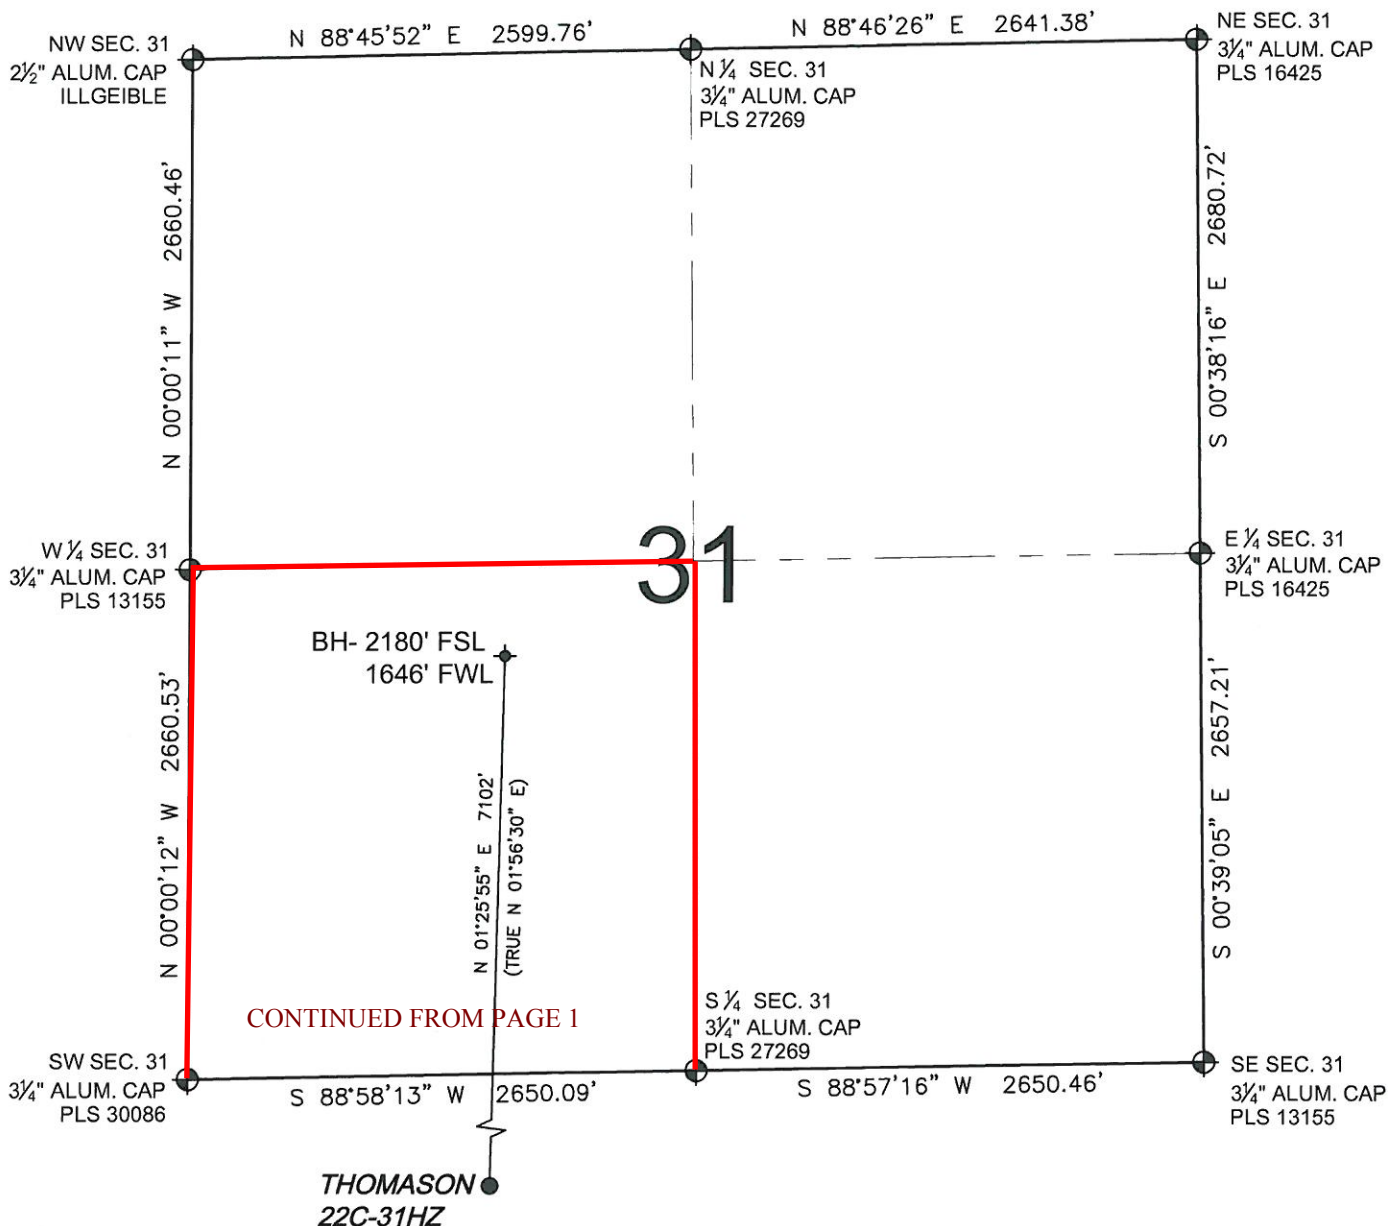 N 88°45'52" E 2599.76'
N 88°46'26" E 2641.38'
NW SEC. 31
2½" ALUM. CAP
ILLGEIBLE
N ¼ SEC. 31
3¼" ALUM. CAP
PLS 27269
NE SEC. 31
3¼" ALUM. CAP
PLS 16425
N 00°00'11" W 2660.46'
S 00°38'16" E 2680.72'
31
W ¼ SEC. 31
3¼" ALUM. CAP
PLS 13155
E ¼ SEC. 31
3¼" ALUM. CAP
PLS 16425
BH- 2180' FSL
1646' FWL
N 00°00'12" W 2660.53'
N 01°25'55" E 7102'
(TRUE N 01°56'30" E)
S 00°39'05" E 2657.21'
CONTINUED FROM PAGE 1
S ¼ SEC. 31
3¼" ALUM. CAP
PLS 27269
SW SEC. 31
3¼" ALUM. CAP
PLS 30086
S 88°58'13" W 2650.09'
S 88°57'16" W 2650.46'
SE SEC. 31
3¼" ALUM. CAP
PLS 13155
THOMASON
22C-31HZ